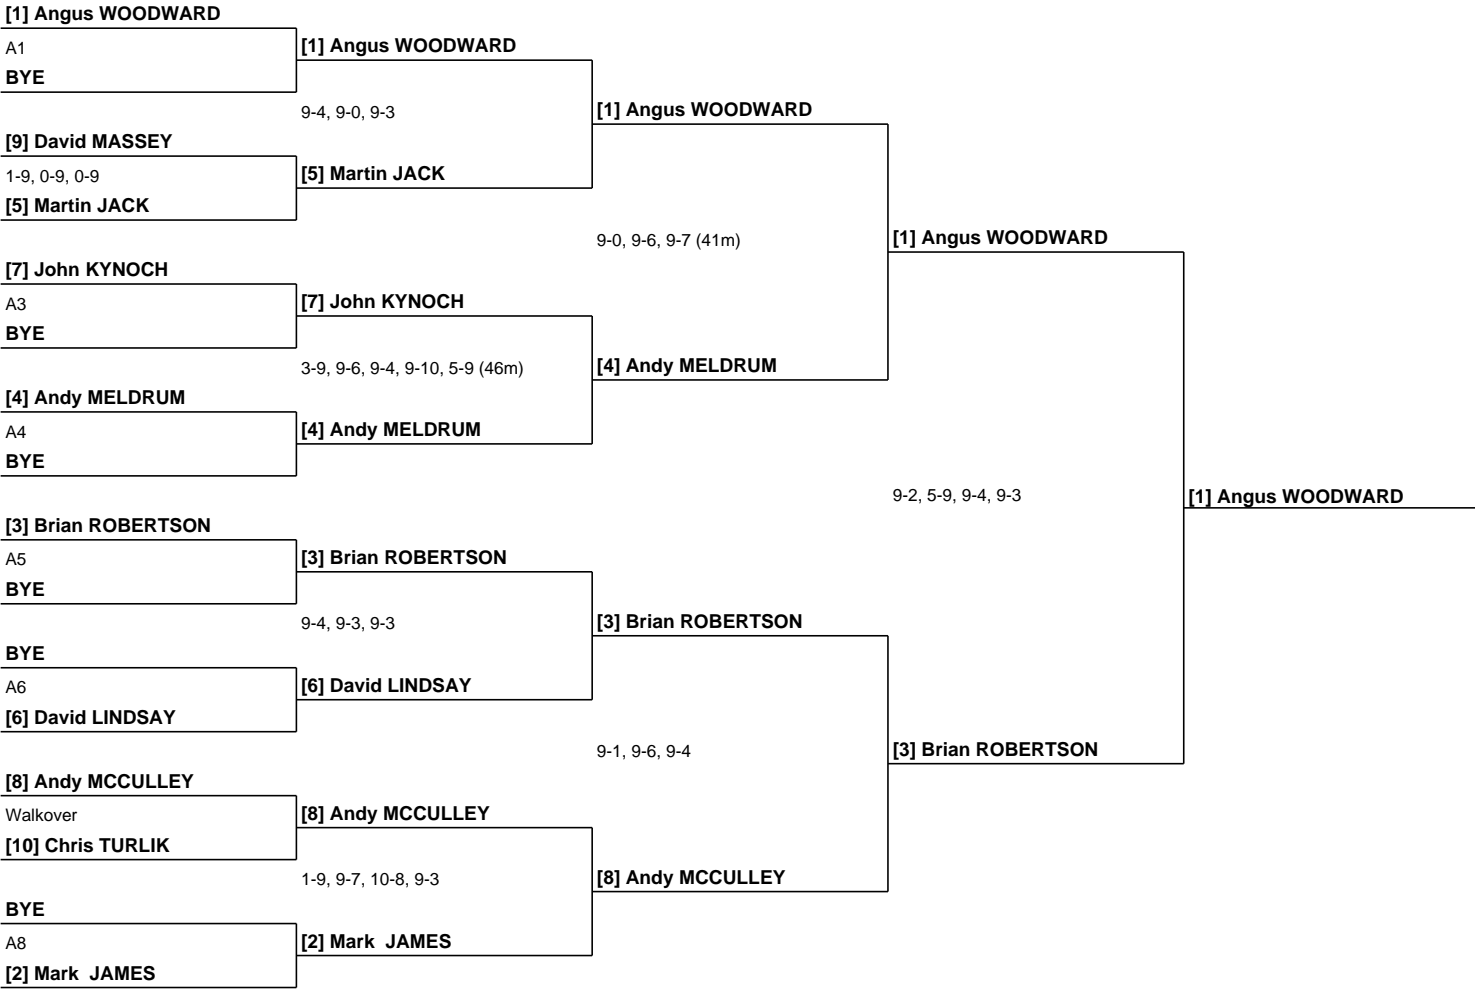 [1] Angus WOODWARD
A1
BYE
[9] David MASSEY
1-9, 0-9, 0-9
[5] Martin JACK
[7] John KYNOCH
A3
BYE
[4] Andy MELDRUM
A4
BYE
[3] Brian ROBERTSON
A5
BYE
BYE
A6
[6] David LINDSAY
[8] Andy MCCULLEY
Walkover
[10] Chris TURLIK
BYE
A8
[2] Mark  JAMES
[1] Angus WOODWARD
9-4, 9-0, 9-3
[5] Martin JACK
[7] John KYNOCH
3-9, 9-6, 9-4, 9-10, 5-9 (46m)
[4] Andy MELDRUM
[3] Brian ROBERTSON
9-4, 9-3, 9-3
[6] David LINDSAY
[8] Andy MCCULLEY
1-9, 9-7, 10-8, 9-3
[2] Mark  JAMES
[1] Angus WOODWARD
9-0, 9-6, 9-7 (41m)
[4] Andy MELDRUM
[3] Brian ROBERTSON
9-1, 9-6, 9-4
[8] Andy MCCULLEY
[1] Angus WOODWARD
9-2, 5-9, 9-4, 9-3
[3] Brian ROBERTSON
[1] Angus WOODWARD